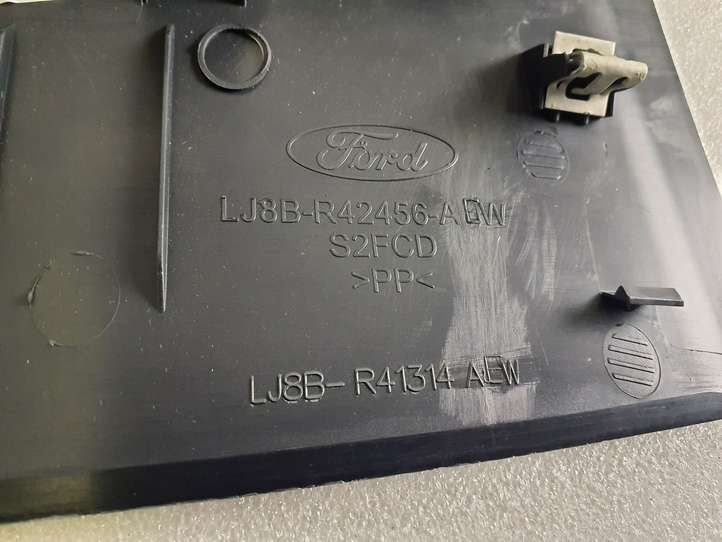 Ford
LJ8B-R42456-AEW
S2FCD
>PP<
LJ8B- R41314 AEW